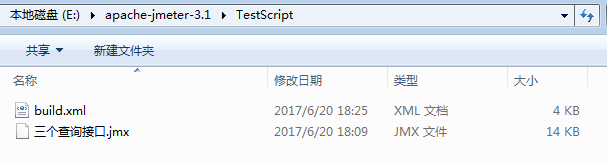 本地磁盘 (E:) ▸ apache-jmeter-3.1 ▸ TestScript
共享 ▼ 新建文件夹
名称 修改日期 类型 大小
build.xml 2017/6/20 18:25 XML 文档 4 KB
三个查询接口.jmx 2017/6/20 18:09 JMX 文件 14 KB